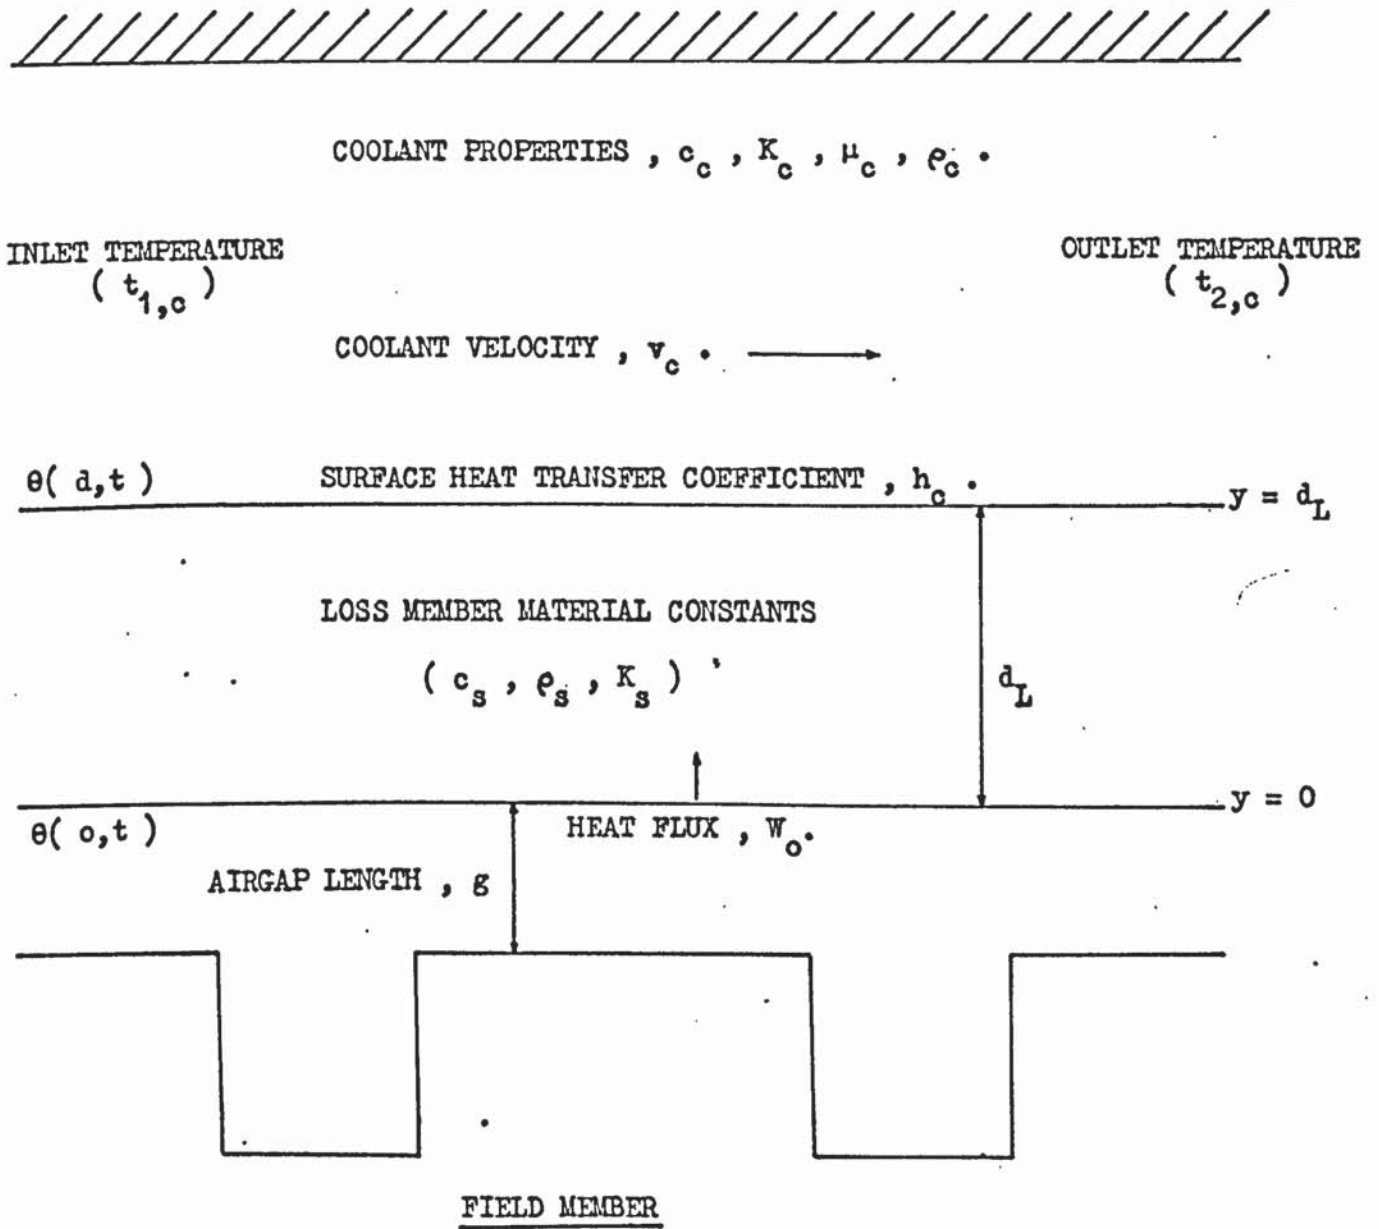 COOLANT PROPERTIES , c_c , K_c , μ_c , ρ_c .
INLET TEMPERATURE
( t_1,c )
OUTLET TEMPERATURE
( t_2,c )
COOLANT VELOCITY , v_c .
θ( d,t )
SURFACE HEAT TRANSFER COEFFICIENT , h_c .
y = d_L
LOSS MEMBER MATERIAL CONSTANTS
( c_s , ρ_s , K_s )
d_L
y = 0
θ( o,t )
HEAT FLUX , W_o.
AIRGAP LENGTH , g
FIELD MEMBER